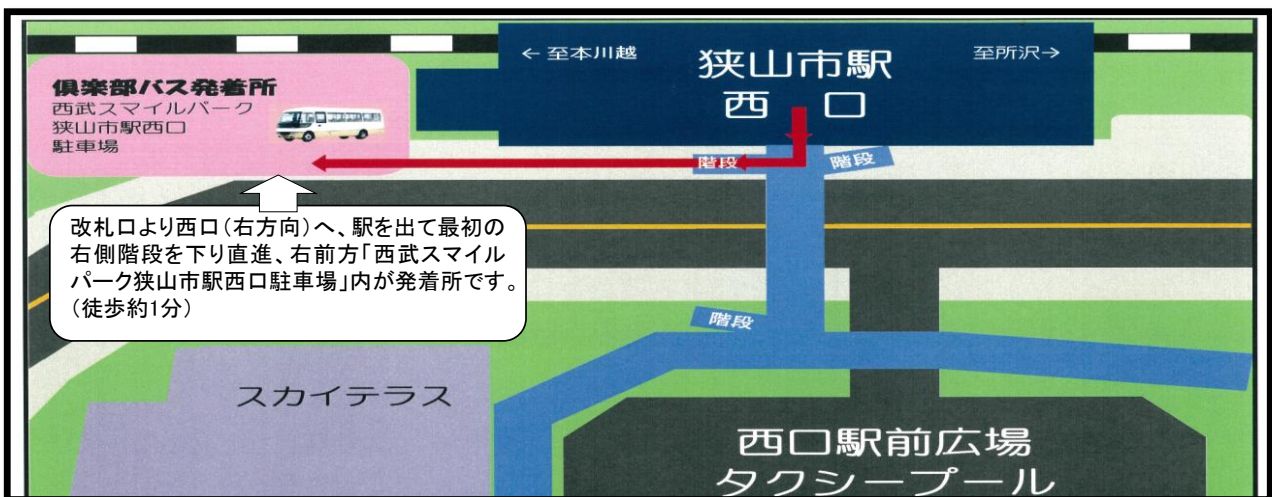 ← 至本川越
狭山市駅
西 口
至所沢→
倶楽部バス発着所
西武スマイルパーク
狭山市駅西口
駐車場
階段
階段
改札口より西口(右方向)へ、駅を出て最初の
右側階段を下り直進、右前方「西武スマイル
パーク狭山市駅西口駐車場」内が発着所です。
(徒歩約1分)
階段
スカイテラス
西口駅前広場
タクシープール